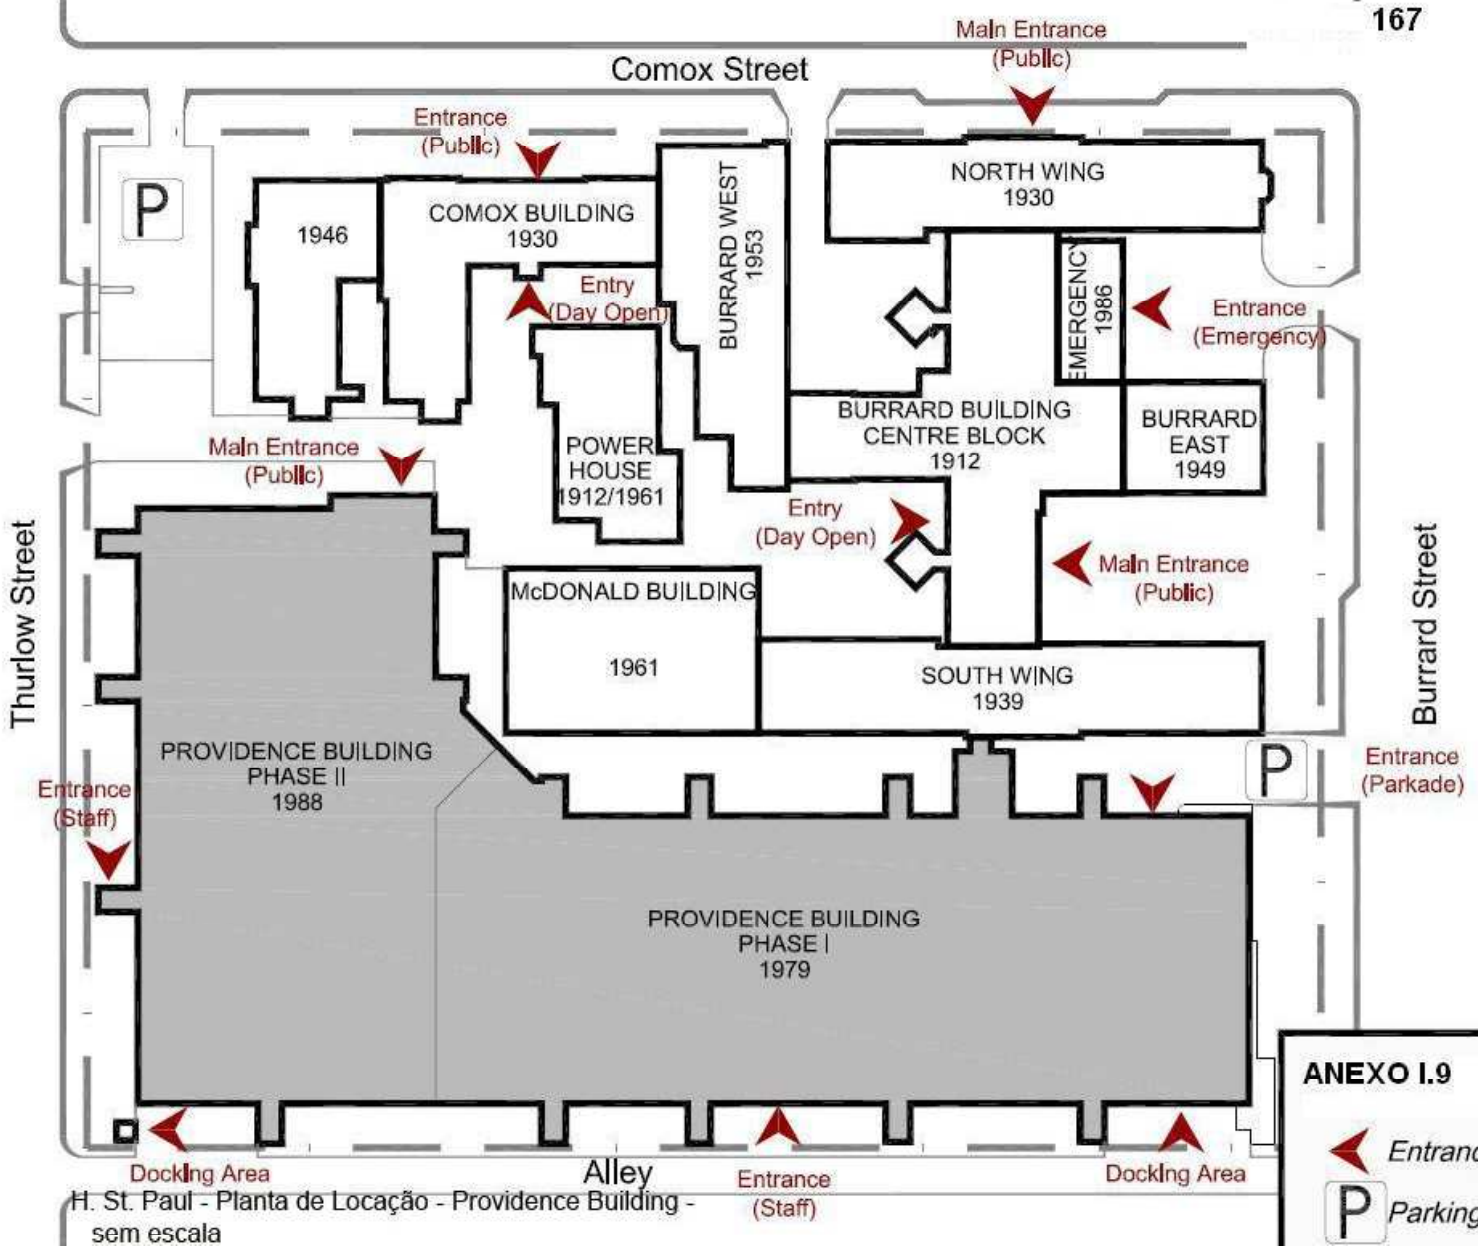 167
Main Entrance
(Public)
Comox Street
Entrance
(Public)
NORTH WING
1930
P
1946
COMOX BUILDING
1930
BURRARD WEST
1953
EMERGENCY
1986
Entry
(Day Open)
Entrance
(Emergency)
BURRARD BUILDING
CENTRE BLOCK
1912
BURRARD
EAST
1949
Main Entrance
(Public)
POWER
HOUSE
1912/1961
Entry
(Day Open)
Main Entrance
(Public)
Thurlow Street
Burrard Street
McDONALD BUILDING
1961
SOUTH WING
1939
PROVIDENCE BUILDING
PHASE II
1988
P
Entrance
(Parkade)
Entrance
(Staff)
PROVIDENCE BUILDING
PHASE I
1979
ANEXO I.9
Docking Area
Alley
Entrance
(Staff)
Docking Area
Entranc
P Parking
H. St. Paul - Planta de Locação - Providence Building -
sem escala